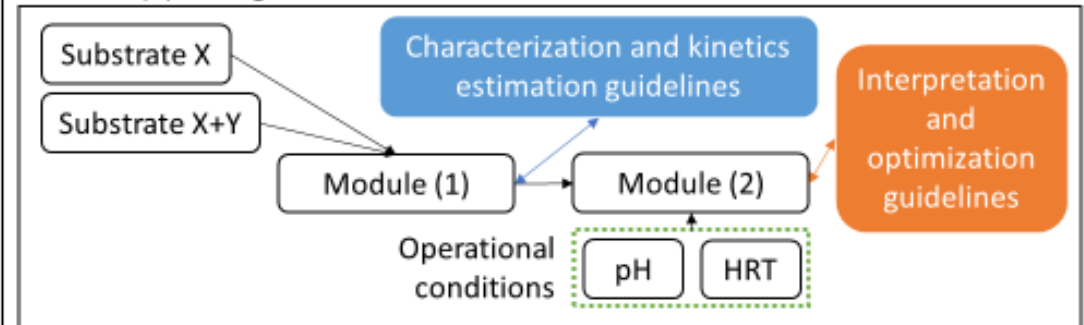 Substrate X
Substrate X+Y
Characterization and kinetics
estimation guidelines
Interpretation
and
optimization
guidelines
Module (1)
Module (2)
Operational
conditions
pH
HRT